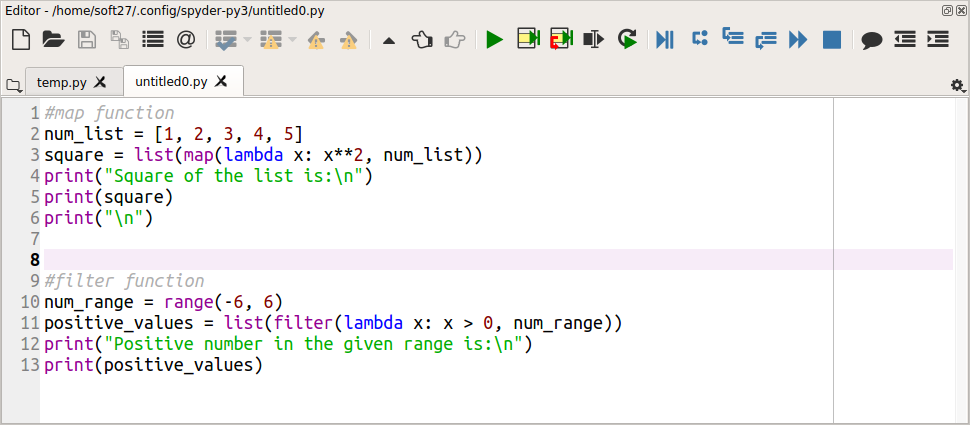 Editor - /home/soft27/.config/spyder-py3/untitled0.py
temp.py
untitled0.py
1 #map function
2 num_list = [1, 2, 3, 4, 5]
3 square = list(map(lambda x: x**2, num_list))
4 print("Square of the list is:\n")
5 print(square)
6 print("\n")
7
8
9 #filter function
10 num_range = range(-6, 6)
11 positive_values = list(filter(lambda x: x > 0, num_range))
12 print("Positive number in the given range is:\n")
13 print(positive_values)